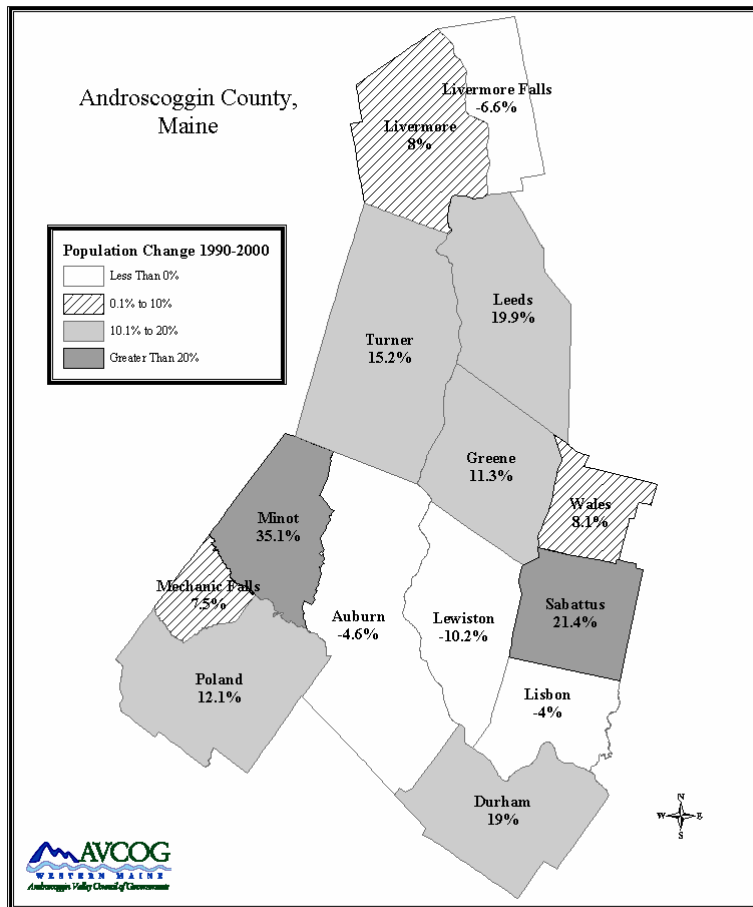 Androscoggin County,
Maine
Livermore Falls
-6.6%
Livermore
8%
Population Change 1990-2000
Less Than 0%
0.1% to 10%
10.1% to 20%
Greater Than 20%
Leeds
19.9%
Turner
15.2%
Greene
11.3%
Wales
8.1%
Minot
35.1%
Mechanic Falls
7.5%
Sabattus
21.4%
Auburn
-4.6%
Lewiston
-10.2%
Poland
12.1%
Lisbon
-4%
Durham
19%
N
W E
S
AVCOG
WESTERN MAINE
Androscoggin Valley Council of Governments